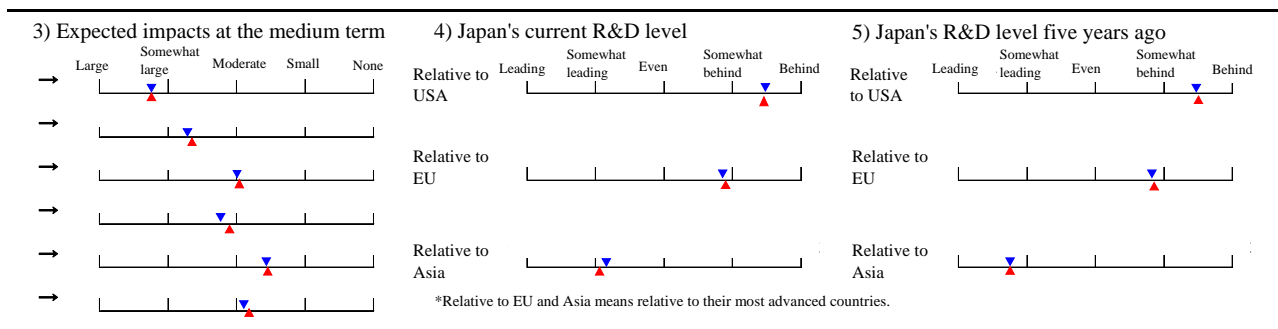 3) Expected impacts at the medium term
Large
Somewhat
large
Moderate
Small
None
→
→
→
→
→
→
4) Japan's current R&D level
Relative to
USA
Leading
Somewhat
leading
Even
Somewhat
behind
Behind
Relative to
EU
Relative to
Asia
*Relative to EU and Asia means relative to their most advanced countries.
5) Japan's R&D level five years ago
Relative
to USA
Leading
Somewhat
leading
Even
Somewhat
behind
Behind
Relative to
EU
Relative to
Asia